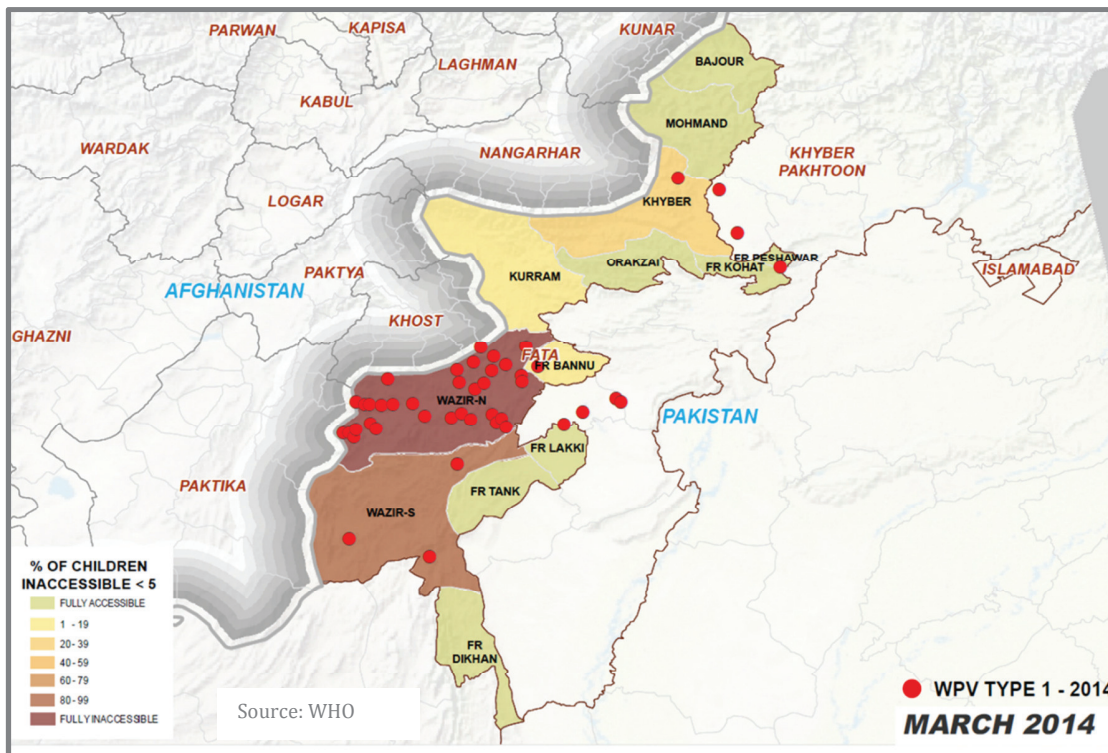 PARWAN
KAPISA
KUNAR
LAGHMAN
BAJOUR
KABUL
MOHMAND
WARDAK
NANGARHAR
KHYBER
PAKHTOON
LOGAR
KHYBER
PAKTYA
ORAKZAI
FR PESHAWAR
FR KOHAT
ISLAMABAD
KURRAM
AFGHANISTAN
KHOST
GHAZNI
FATA
FR BANNU
WAZIR-N
PAKISTAN
FR LAKKI
PAKTIKA
FR TANK
WAZIR-S
% OF CHILDREN
INACCESSIBLE < 5
FULLY ACCESSIBLE
1 - 19
20 - 39
40 - 59
60 - 79
80 - 99
FULLY INACCESSIBLE
FR
DIKHAN
Source: WHO
WPV TYPE 1 - 2014
MARCH 2014